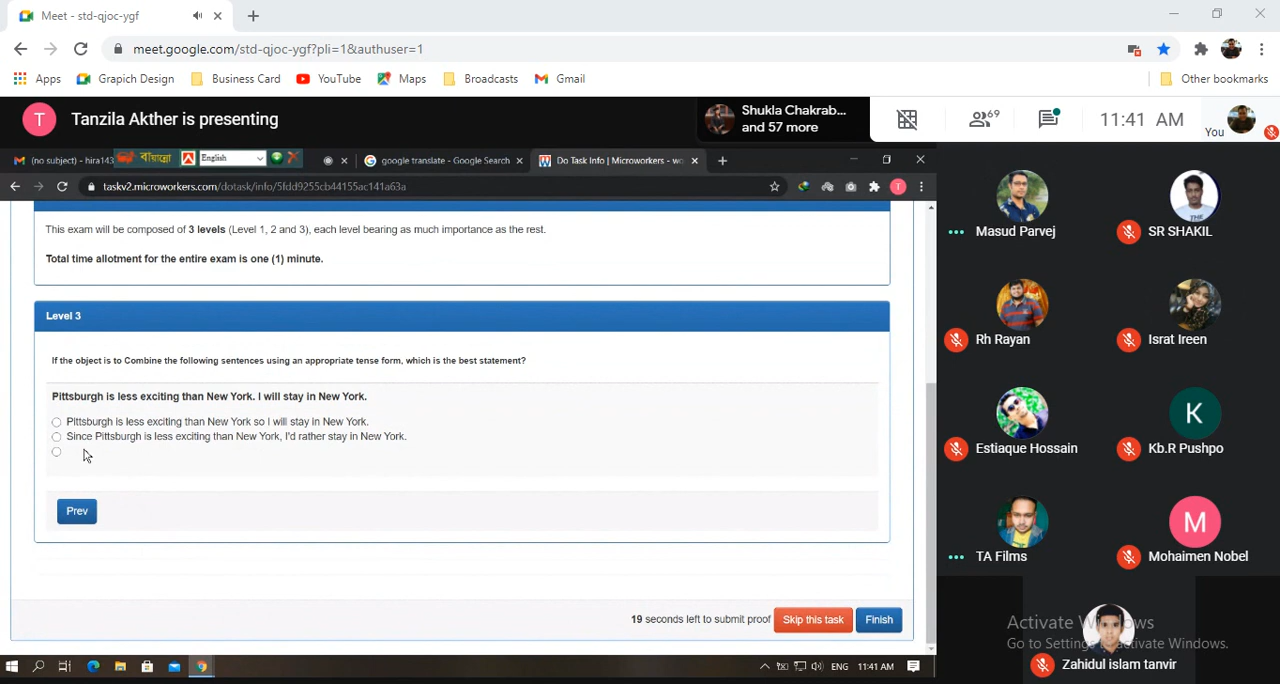 Meet - std-qjoc-ygf
meet.google.com/std-qjoc-ygf?pli=1&authuser=1
Apps
Grapich Design
Business Card
YouTube
Maps
Broadcasts
Gmail
Other bookmarks
T
Tanzila Akther is presenting
Shukla Chakrab...
and 57 more
69
11:41 AM
You
(no subject) - hira143
বায়ান্নো
English
google translate - Google Search
Do Task Info | Microworkers - wo
taskv2.microworkers.com/dotask/info/5fdd9255cb44155ac141a63a
T
This exam will be composed of 3 levels (Level 1, 2 and 3), each level bearing as much importance as the rest.
Total time allotment for the entire exam is one (1) minute.
Level 3
If the object is to Combine the following sentences using an appropriate tense form, which is the best statement?
Pittsburgh is less exciting than New York. I will stay in New York.
Pittsburgh is less exciting than New York so I will stay in New York.
Since Pittsburgh is less exciting than New York, I'd rather stay in New York.
Prev
19 seconds left to submit proof
Skip this task
Finish
ENG
11:41 AM
Masud Parvej
SR SHAKIL
Rh Rayan
Israt Ireen
Estiaque Hossain
K
Kb.R Pushpo
TA Films
M
Mohaimen Nobel
Zahidul islam tanvir
Activate Windows
Go to Settings to activate Windows.